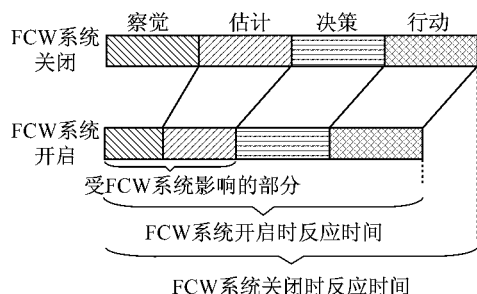 察觉 估计 决策 行动
FCW系统
关闭
FCW系统
开启
受FCW系统影响的部分
FCW系统开启时反应时间
FCW系统关闭时反应时间